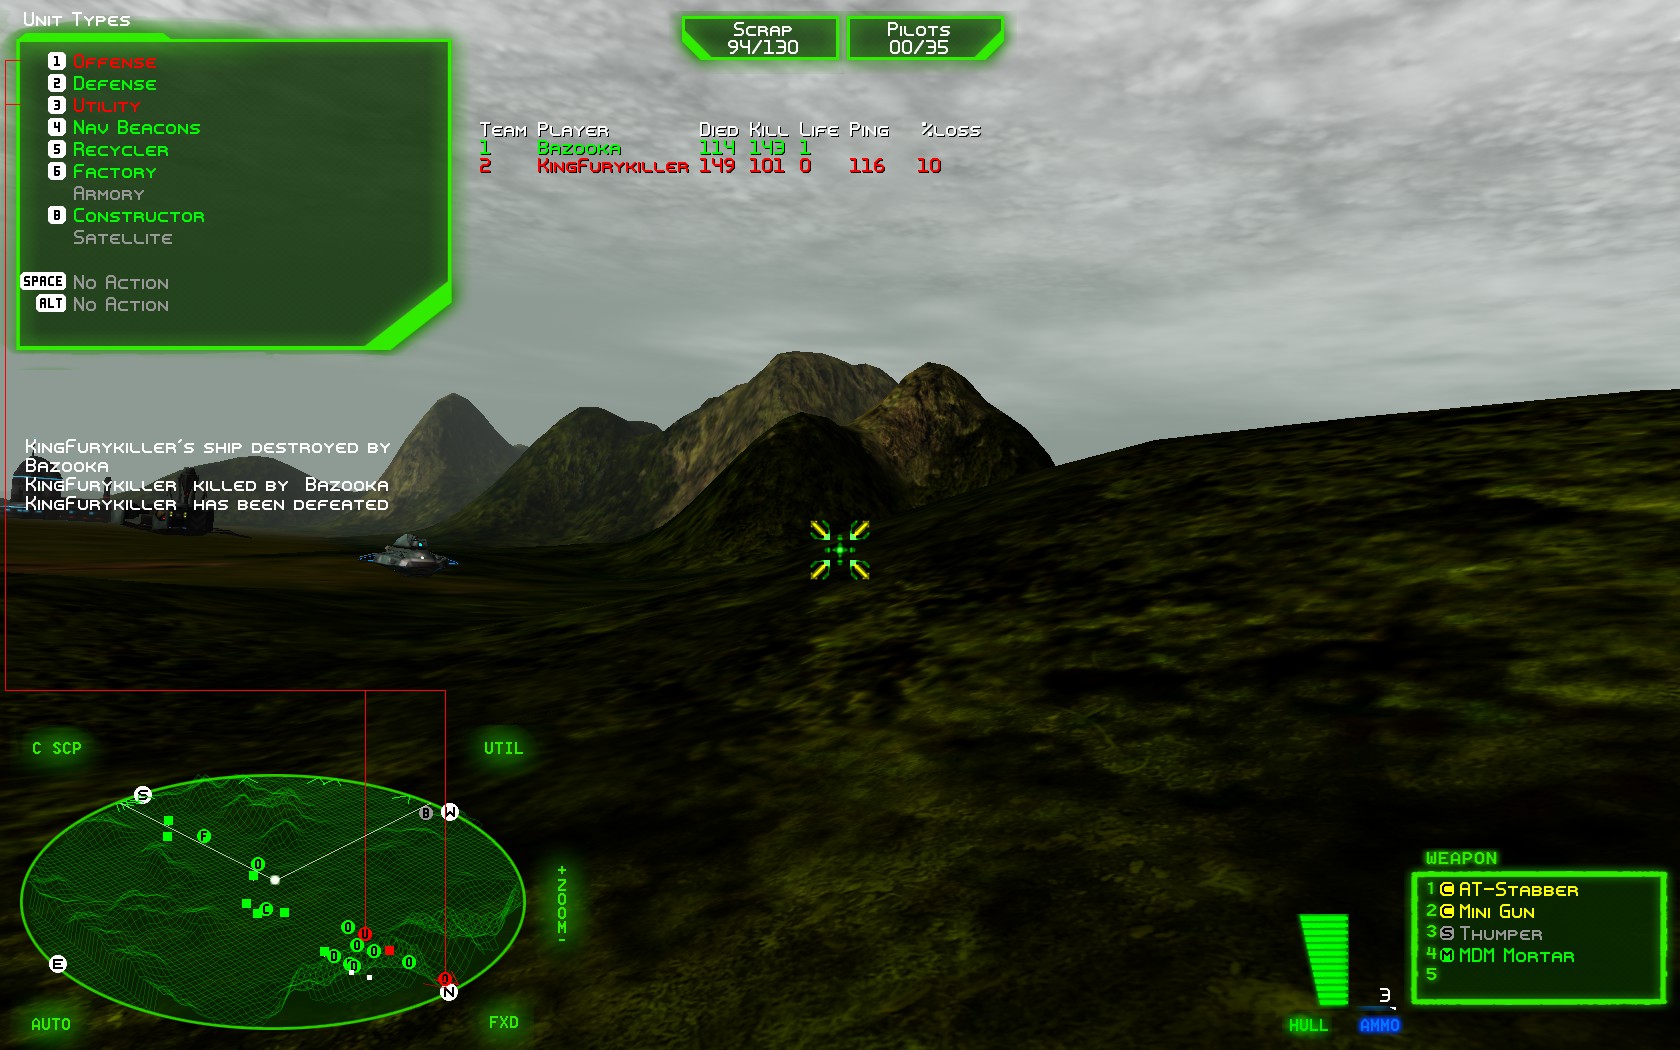 Unit Types
1 Offense
2 Defense
3 Utility
4 Nav Beacons
5 Recycler
6 Factory
Armory
8 Constructor
Satellite
SPACE No Action
ALT No Action
Scrap
94/130
Pilots
00/35
Team Player Died Kill Life Ping %loss
1 Bazooka 114 143 1
2 KingFurykiller 149 101 0 116 10
KingFurykiller's ship destroyed by
Bazooka
KingFurykiller killed by Bazooka
KingFurykiller has been defeated
C SCP
UTIL
S
B W
F
O
C
+ZOOM-
O U
O O
O O
O
E
O
N
AUTO
FXD
WEAPON
1 C AT-Stabber
2 C Mini Gun
3 S Thumper
4 M MDM Mortar
5
3
HULL
AMMO